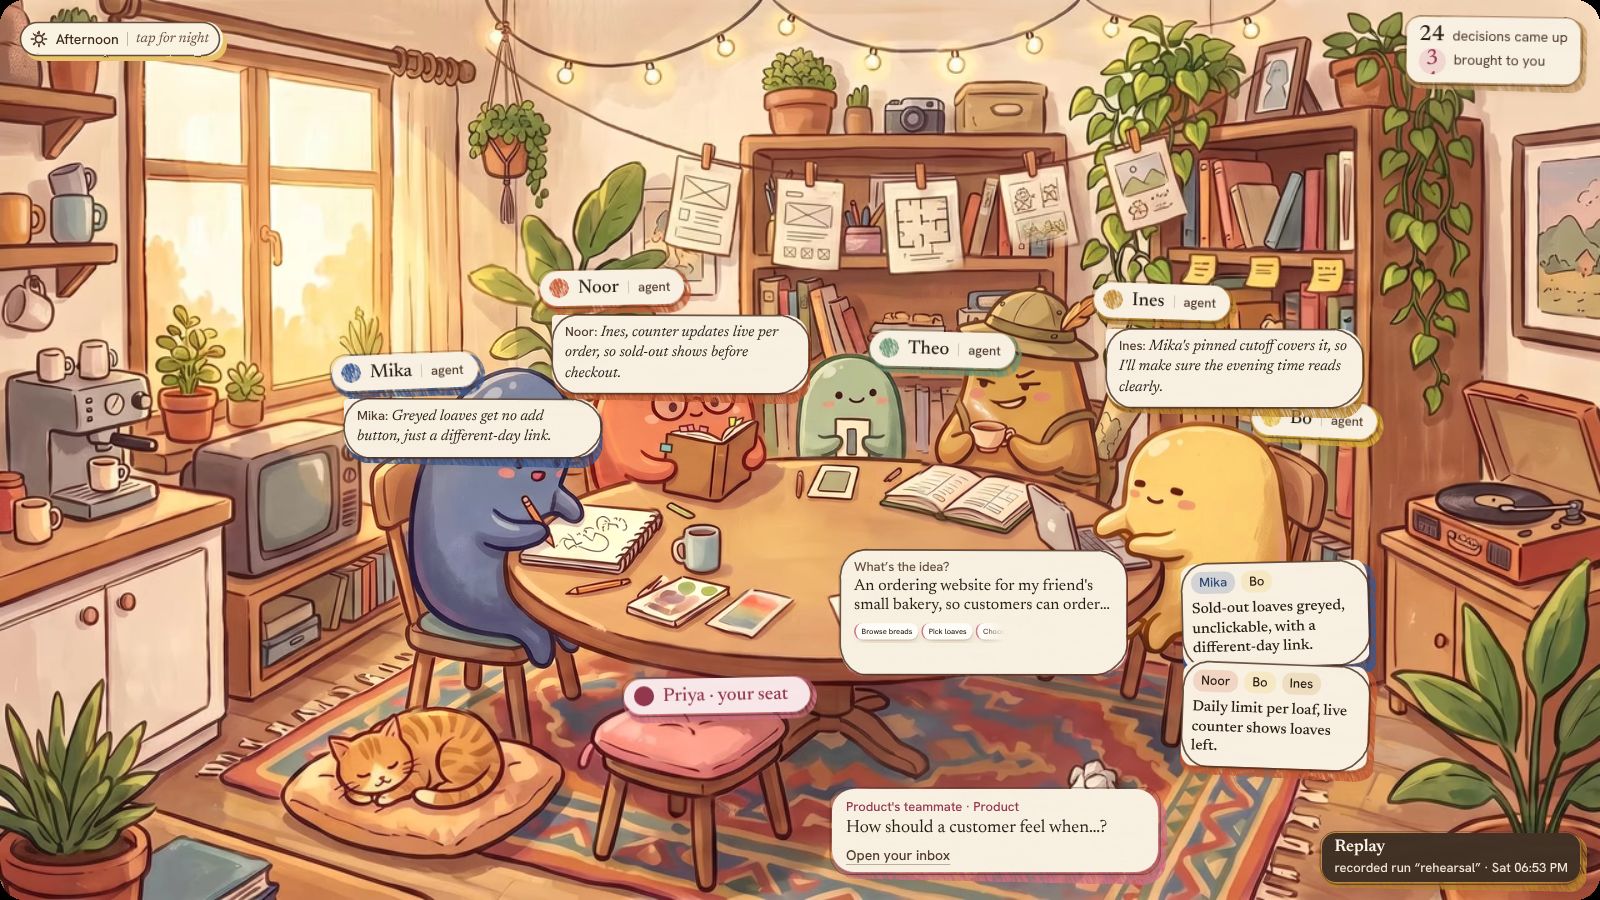 Afternoon | tap for night
24 decisions came up
3 brought to you
Noor | agent
Noor: Ines, counter updates live per
order, so sold-out shows before
checkout.
Ines | agent
Ines: Mika's pinned cutoff covers it, so
I'll make sure the evening time reads
clearly.
Theo | agent
Mika | agent
Mika: Greyed loaves get no add
button, just a different-day link.
Bo | agent
What's the idea?
An ordering website for my friend's
small bakery, so customers can order...
Browse breads
Pick loaves
Mika Bo
Sold-out loaves greyed,
unclickable, with a
different-day link.
Noor Bo Ines
Daily limit per loaf, live
counter shows loaves
left.
Priya · your seat
Product's teammate · Product
How should a customer feel when...?
Open your inbox
Replay
recorded run “rehearsal” · Sat 06:53 PM